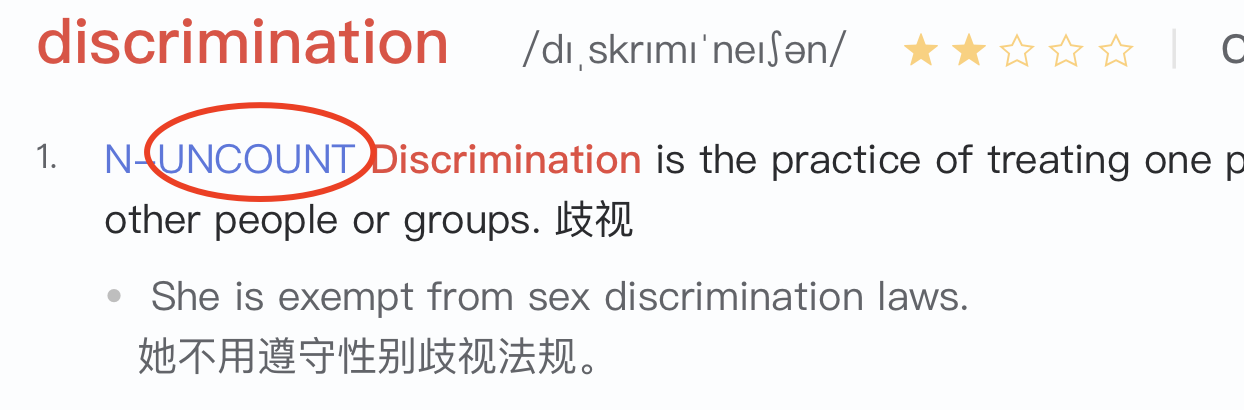 discrimination /dɪˌskrɪmɪˈneɪʃən/
1. N-UNCOUNT Discrimination is the practice of treating one
other people or groups. 歧视
• She is exempt from sex discrimination laws.
她不用遵守性别歧视法规。